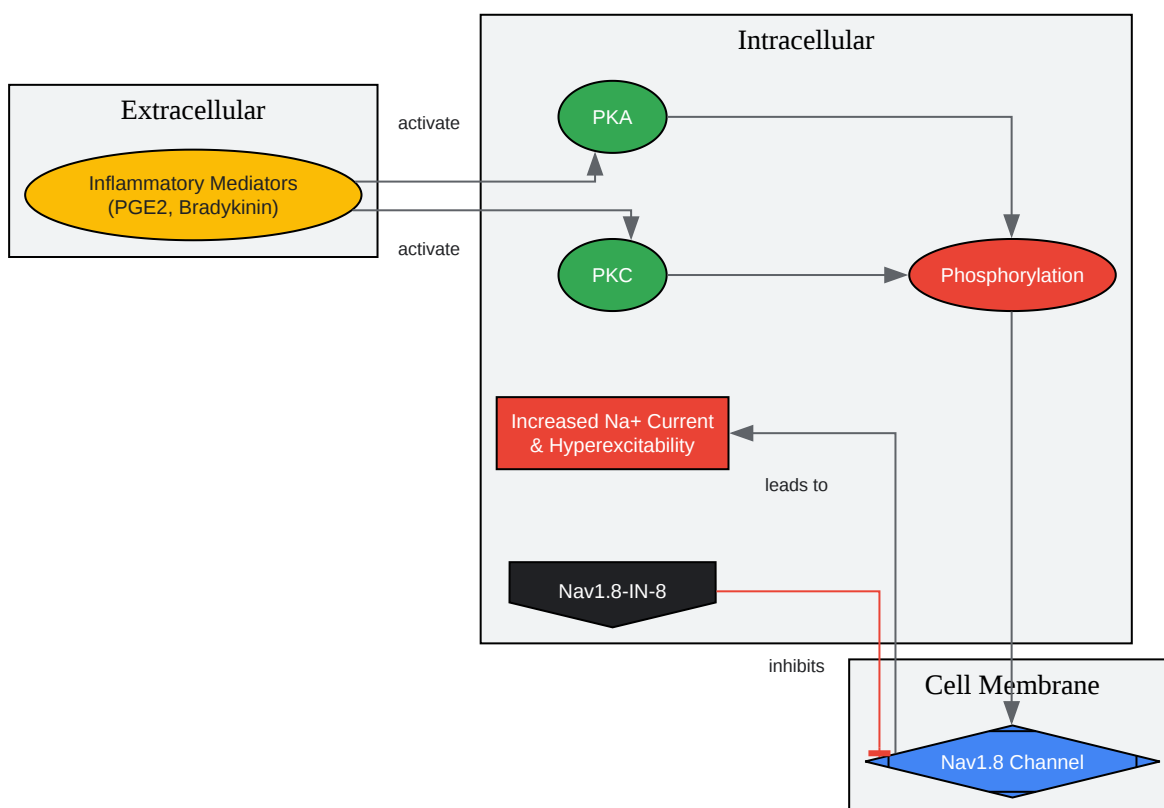 Intracellular
Extracellular
activate
PKA
Inflammatory Mediators
(PGE2, Bradykinin)
activate
PKC
Phosphorylation
Increased Na+ Current
& Hyperexcitability
leads to
Nav1.8-IN-8
inhibits
Cell Membrane
Nav1.8 Channel